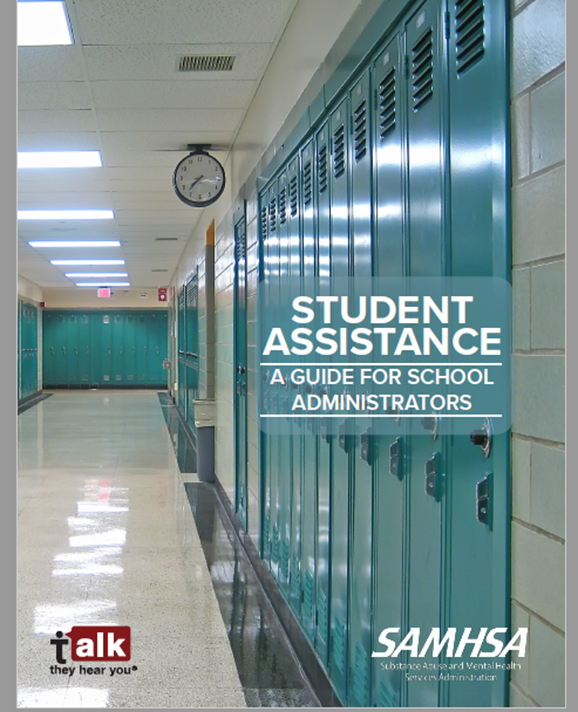 STUDENT
ASSISTANCE
A GUIDE FOR SCHOOL
ADMINISTRATORS
talk
they hear you®
SAMHSA
Substance Abuse and Mental Health
Services Administration